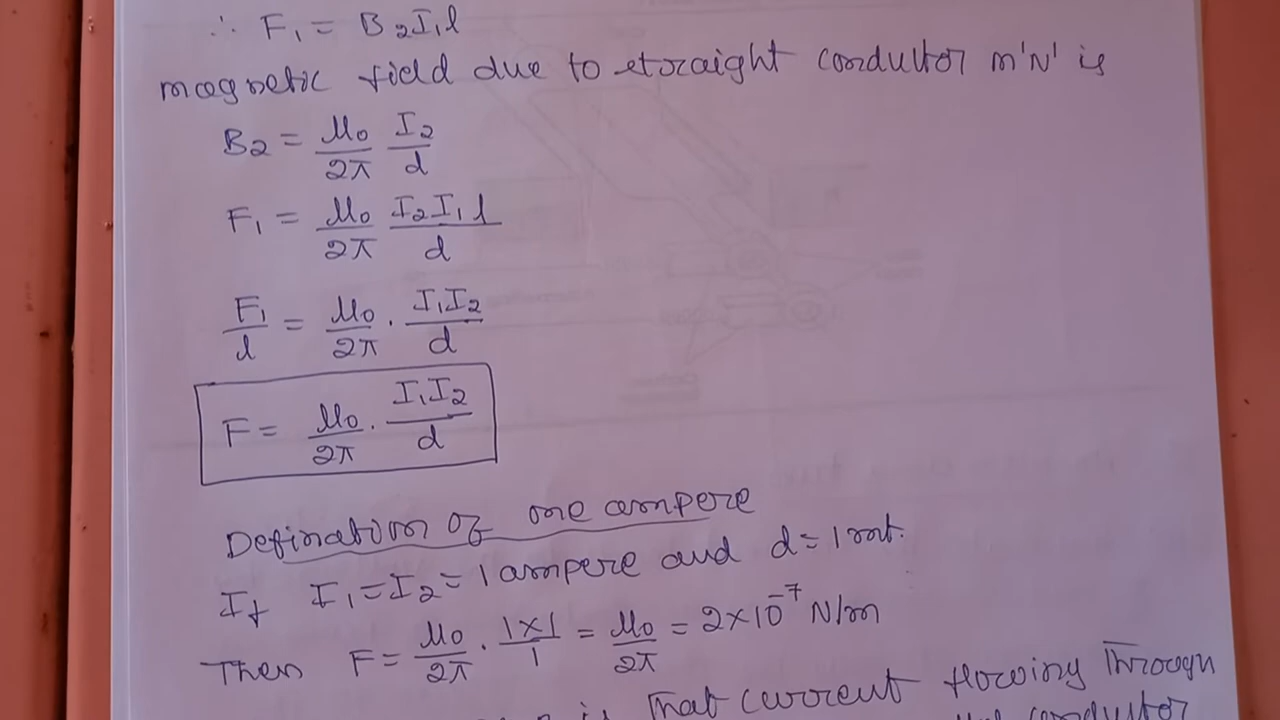 ∴ F₁ = B₂I₁l
magnetic field due to straight conductor M'N' is
B₂ = μ₀/2π I₂/d
F₁ = μ₀/2π I₂I₁l/d
F₁/l = μ₀/2π . I₁I₂/d
F = μ₀/2π . I₁I₂/d
Defination of one ampere
If I₁=I₂=1 ampere and d=1 mt.
Then F = μ₀/2π . 1×1/1 = μ₀/2π = 2×10⁻⁷ N/m
is that current flowing through
conductor